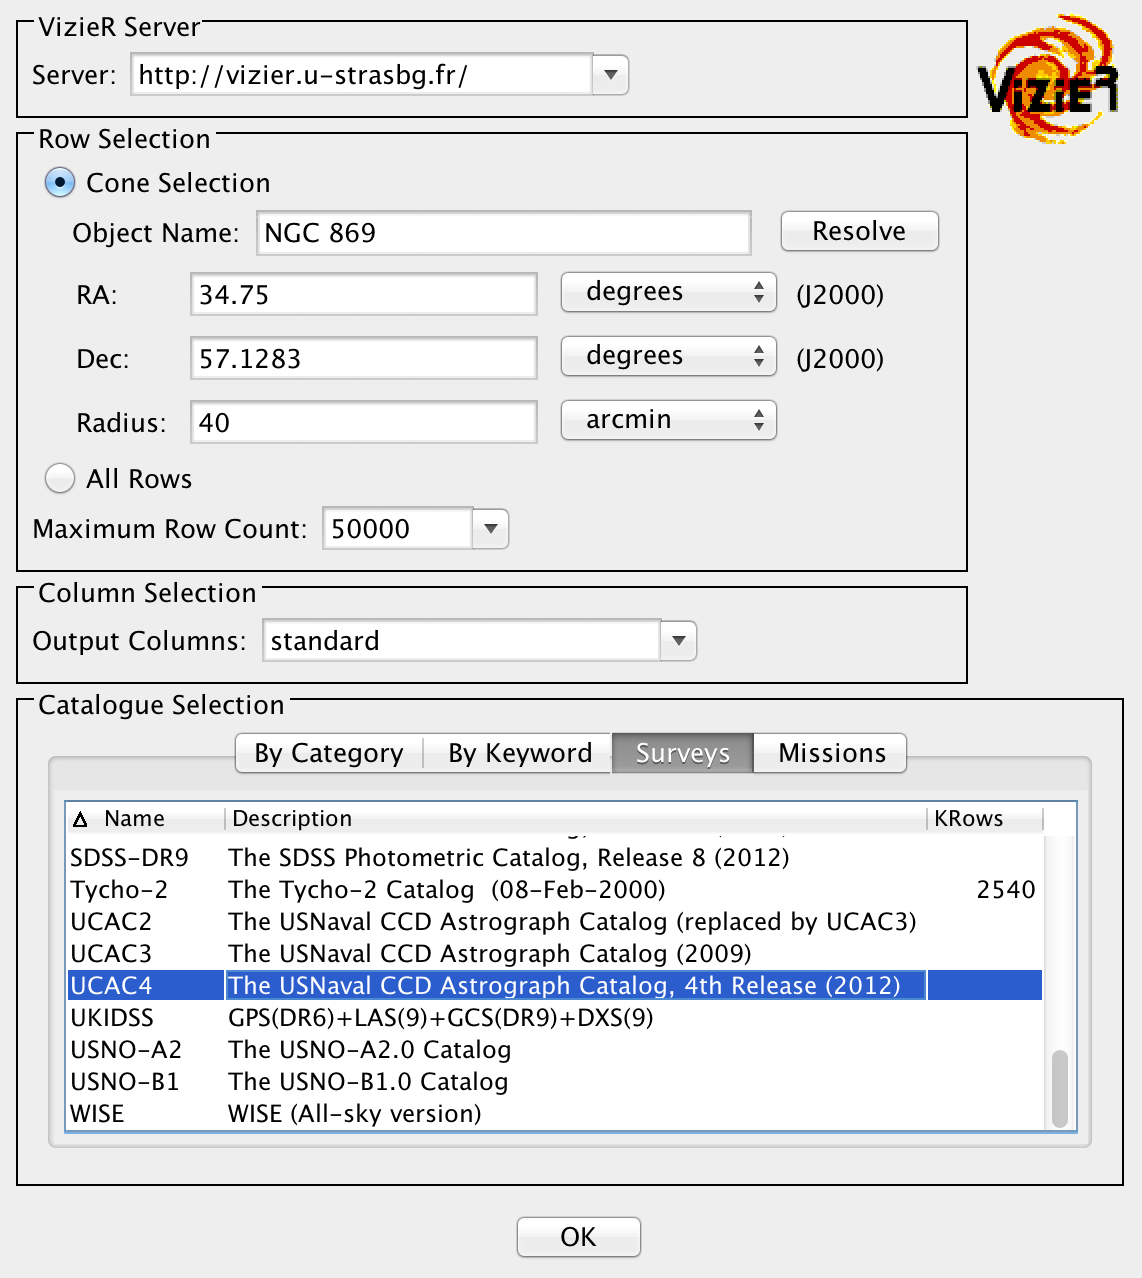 VizieR Server
Server: http://vizier.u-strasbg.fr/
VizieR
Row Selection
Cone Selection
Object Name: NGC 869 Resolve
RA: 34.75 degrees (J2000)
Dec: 57.1283 degrees (J2000)
Radius: 40 arcmin
All Rows
Maximum Row Count: 50000
Column Selection
Output Columns: standard
Catalogue Selection
By Category By Keyword Surveys Missions
Name Description KRows
SDSS-DR9 The SDSS Photometric Catalog, Release 8 (2012)
Tycho-2 The Tycho-2 Catalog (08-Feb-2000) 2540
UCAC2 The USNaval CCD Astrograph Catalog (replaced by UCAC3)
UCAC3 The USNaval CCD Astrograph Catalog (2009)
UCAC4 The USNaval CCD Astrograph Catalog, 4th Release (2012)
UKIDSS GPS(DR6)+LAS(9)+GCS(DR9)+DXS(9)
USNO-A2 The USNO-A2.0 Catalog
USNO-B1 The USNO-B1.0 Catalog
WISE WISE (All-sky version)
OK